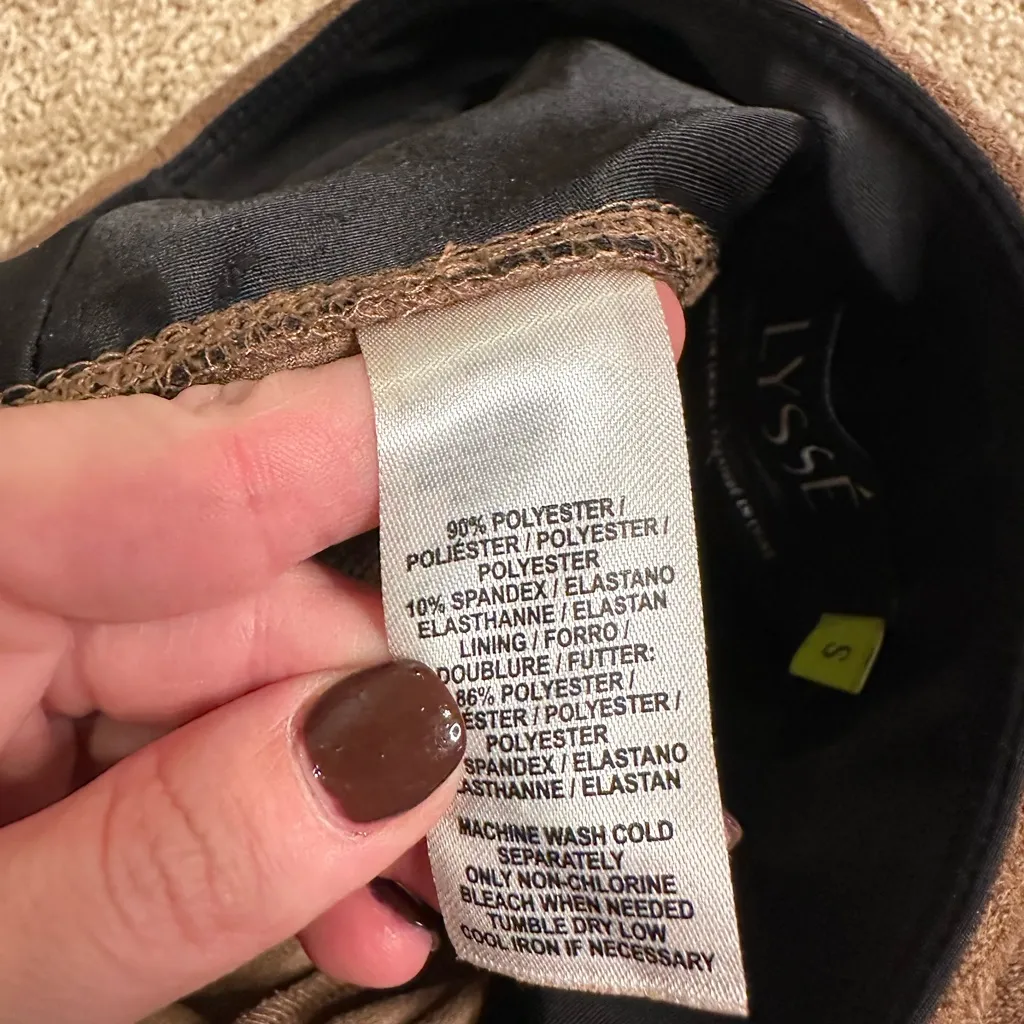 90% POLYESTER /
POLIÉSTER / POLYESTER /
POLYESTER
10% SPANDEX / ELASTANO
ELASTHANNE / ELASTAN
LINING / FORRO /
DOUBLURE / FUTTER:
86% POLYESTER /
/ POLYESTER /
POLYESTER
SPANDEX / ELASTANO
/ ELASTAN
MACHINE WASH COLD
SEPARATELY
ONLY NON-CHLORINE
BLEACH WHEN NEEDED
TUMBLE DRY LOW
COOL IRON IF NECESSARY
LYSSÉ
S